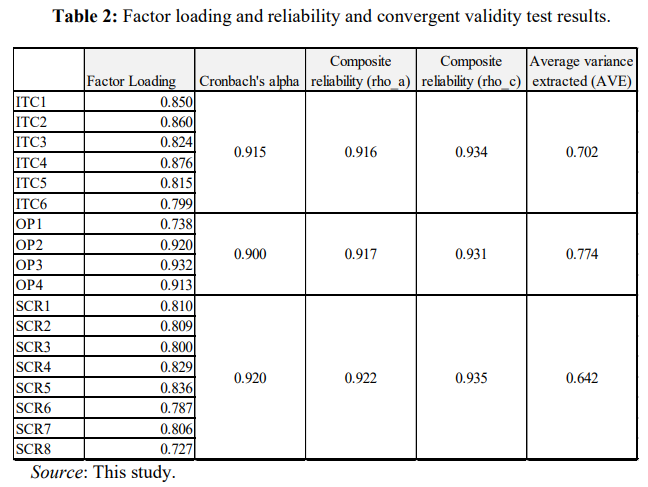 Table 2: Factor loading and reliability and convergent validity test results.
Factor Loading Cronbach's alpha Composite reliability (rho_a) Composite reliability (rho_c) Average variance extracted (AVE)
ITC1 0.850
ITC2 0.860
ITC3 0.824
ITC4 0.876
ITC5 0.815
ITC6 0.799
0.915 0.916 0.934 0.702
OP1 0.738
OP2 0.920
OP3 0.932
OP4 0.913
0.900 0.917 0.931 0.774
SCR1 0.810
SCR2 0.809
SCR3 0.800
SCR4 0.829
SCR5 0.836
SCR6 0.787
SCR7 0.806
SCR8 0.727
0.920 0.922 0.935 0.642
Source: This study.